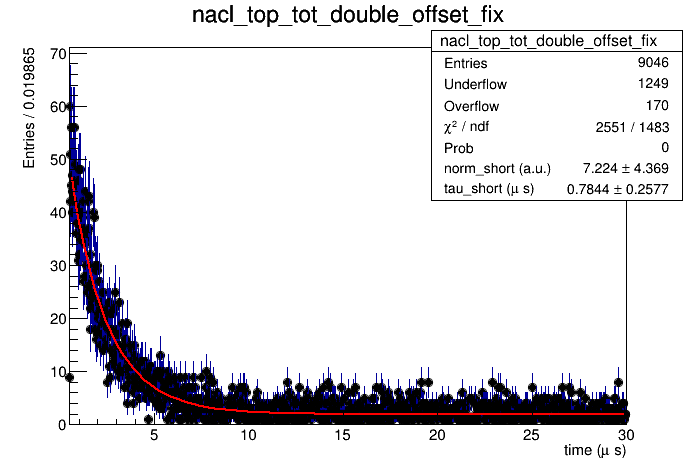 nacl_top_tot_double_offset_fix
nacl_top_tot_double_offset_fix
Entries 9046
Underflow 1249
Overflow 170
χ² / ndf 2551 / 1483
Prob 0
norm_short (a.u.) 7.224 ± 4.369
tau_short (μ s) 0.7844 ± 0.2577
Entries / 0.019865
70
60
50
40
30
20
10
0
5 10 15 20 25 30
time (μ s)